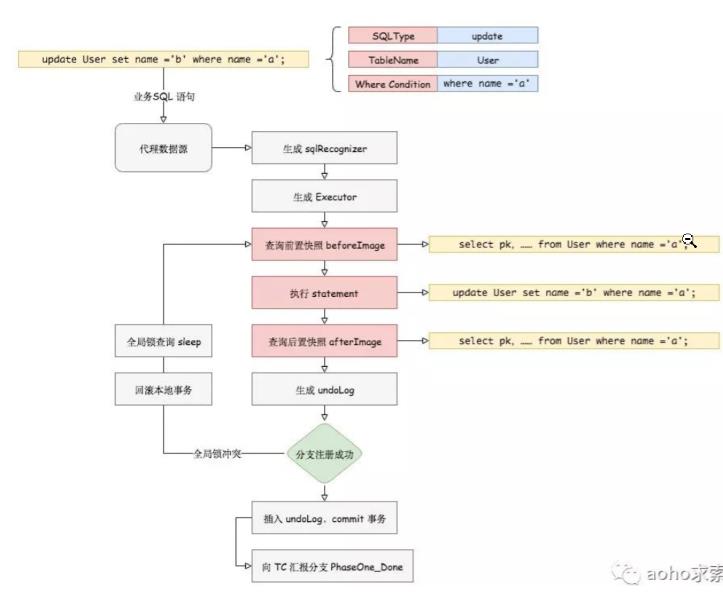 SQLType
update
update User set name ='b' where name ='a';
TableName
User
Where Condition
where name ='a'
业务SQL 语句
代理数据源
生成 sqlRecognizer
生成 Executor
查询前置快照 beforeImage
select pk, …… from User where name ='a';
执行 statement
update User set name ='b' where name ='a';
全局锁查询 sleep
查询后置快照 afterImage
select pk, …… from User where name ='a';
回滚本地事务
生成 undoLog
全局锁冲突
分支注册成功
插入 undoLog、commit 事务
向 TC 汇报分支 PhaseOne_Done
aoho求索